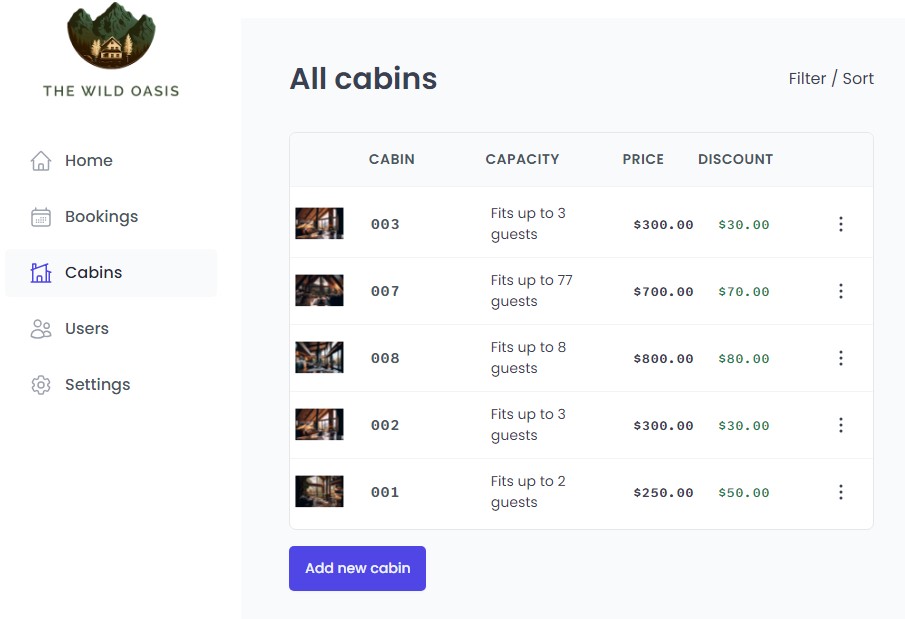 THE WILD OASIS
Home
Bookings
Cabins
Users
Settings
All cabins
Filter / Sort
CABIN CAPACITY PRICE DISCOUNT
003 Fits up to 3 guests $300.00 $30.00
007 Fits up to 77 guests $700.00 $70.00
008 Fits up to 8 guests $800.00 $80.00
002 Fits up to 3 guests $300.00 $30.00
001 Fits up to 2 guests $250.00 $50.00
Add new cabin